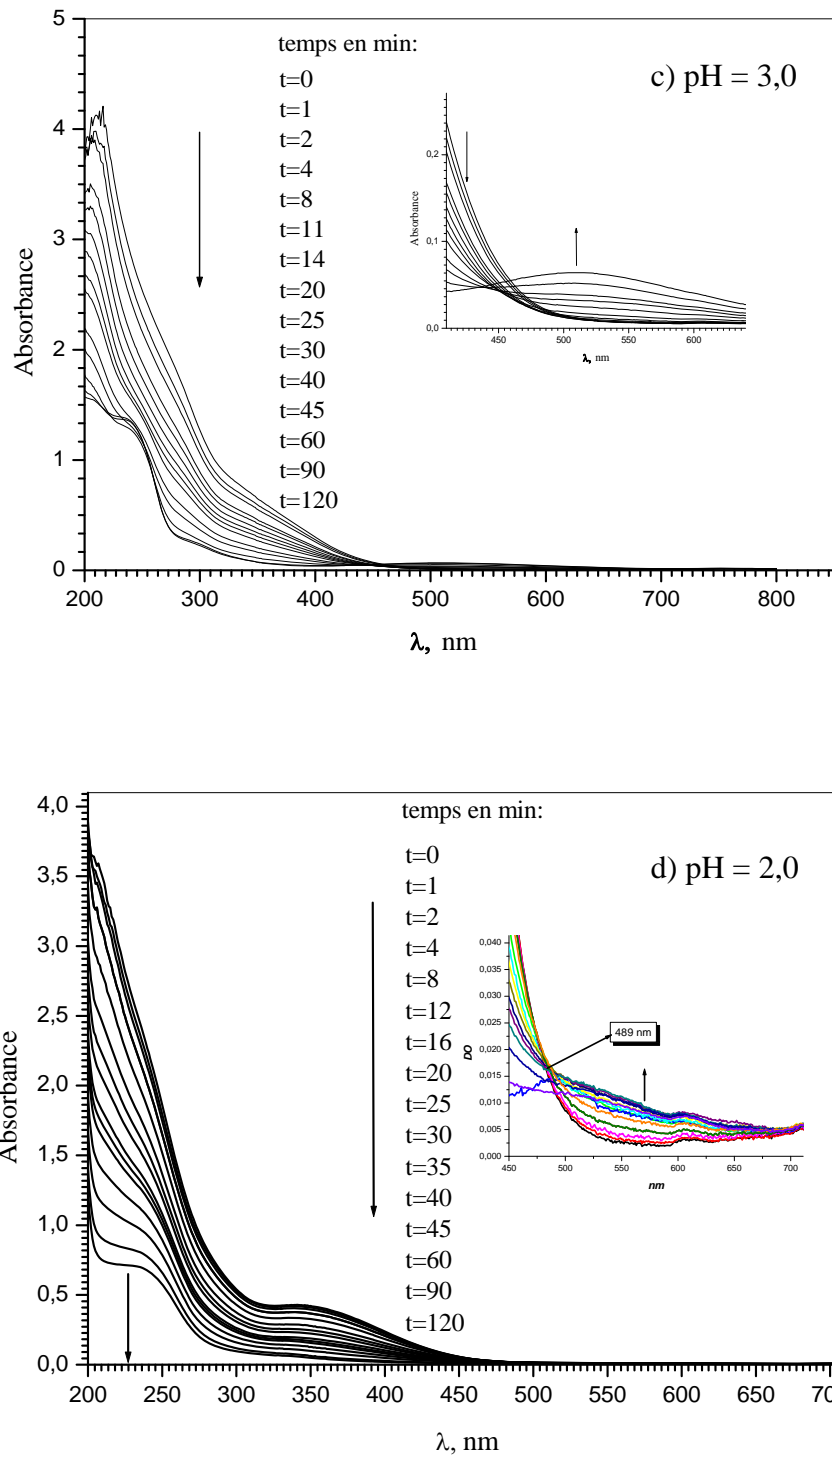 temps en min:
c) pH = 3,0
t=0
t=1
t=2
t=4
t=8
t=11
t=14
t=20
t=25
t=30
t=40
t=45
t=60
t=90
t=120
5
4
3
2
1
0
Absorbance
200 300 400 500 600 700 800
λ, nm
0,2
0,1
0,0
Absorbance
450 500 550 600
λ, nm
temps en min:
d) pH = 2,0
t=0
t=1
t=2
t=4
t=8
t=12
t=16
t=20
t=25
t=30
t=35
t=40
t=45
t=60
t=90
t=120
4,0
3,5
3,0
2,5
2,0
1,5
1,0
0,5
0,0
Absorbance
200 250 300 350 400 450 500 550 600 650 700
λ, nm
0,040
0,035
0,030
0,025
0,020
0,015
0,010
0,005
0,000
DO
489 nm
450 500 550 600 650 700
nm